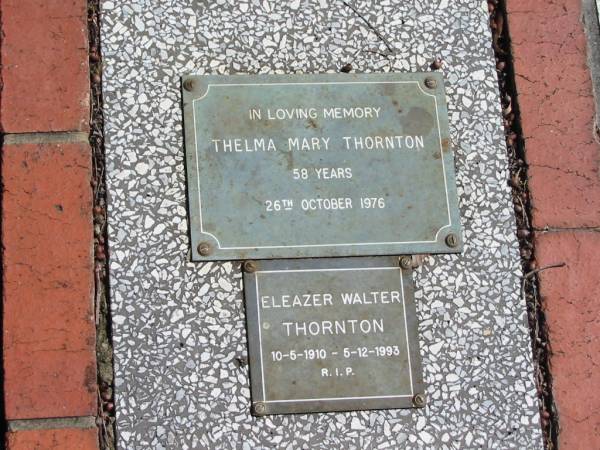 IN LOVING MEMORY
THELMA MARY THORNTON
58 YEARS
26TH OCTOBER 1976
ELEAZER WALTER
THORNTON
10-5-1910 - 5-12-1993
R.I.P.